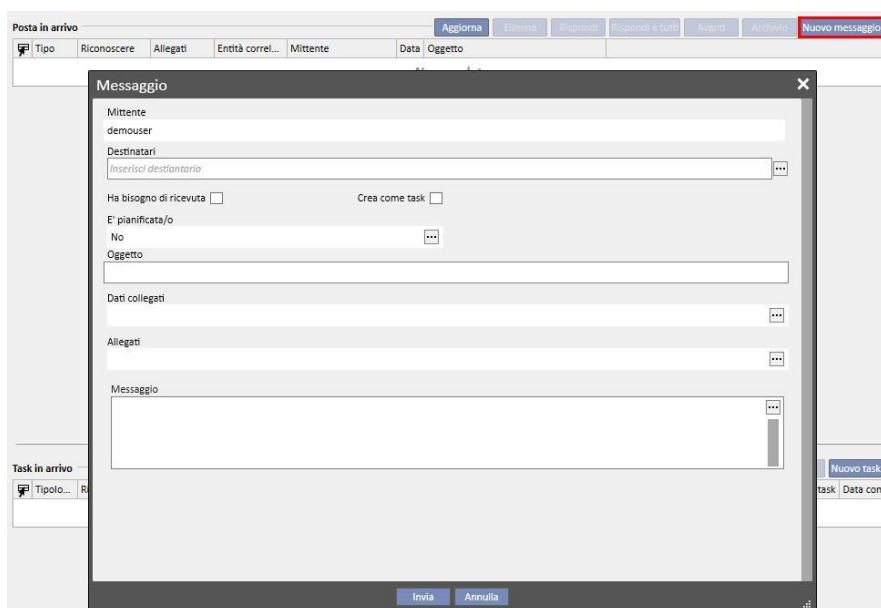 Posta in arrivo Aggiorna Elimina Rispondi Rispondi a tutti Avanti Archivio Nuovo messaggio
Tipo Riconoscere Allegati Entità correl... Mittente Data Oggetto
Messaggio
Mittente
demouser
Destinatari
Inserisci destiantario
Ha bisogno di ricevuta Crea come task
E' pianificata/o
No
Oggetto
Dati collegati
Allegati
Messaggio
Task in arrivo Nuovo task
Tipolo... task Data con
Invia Annulla